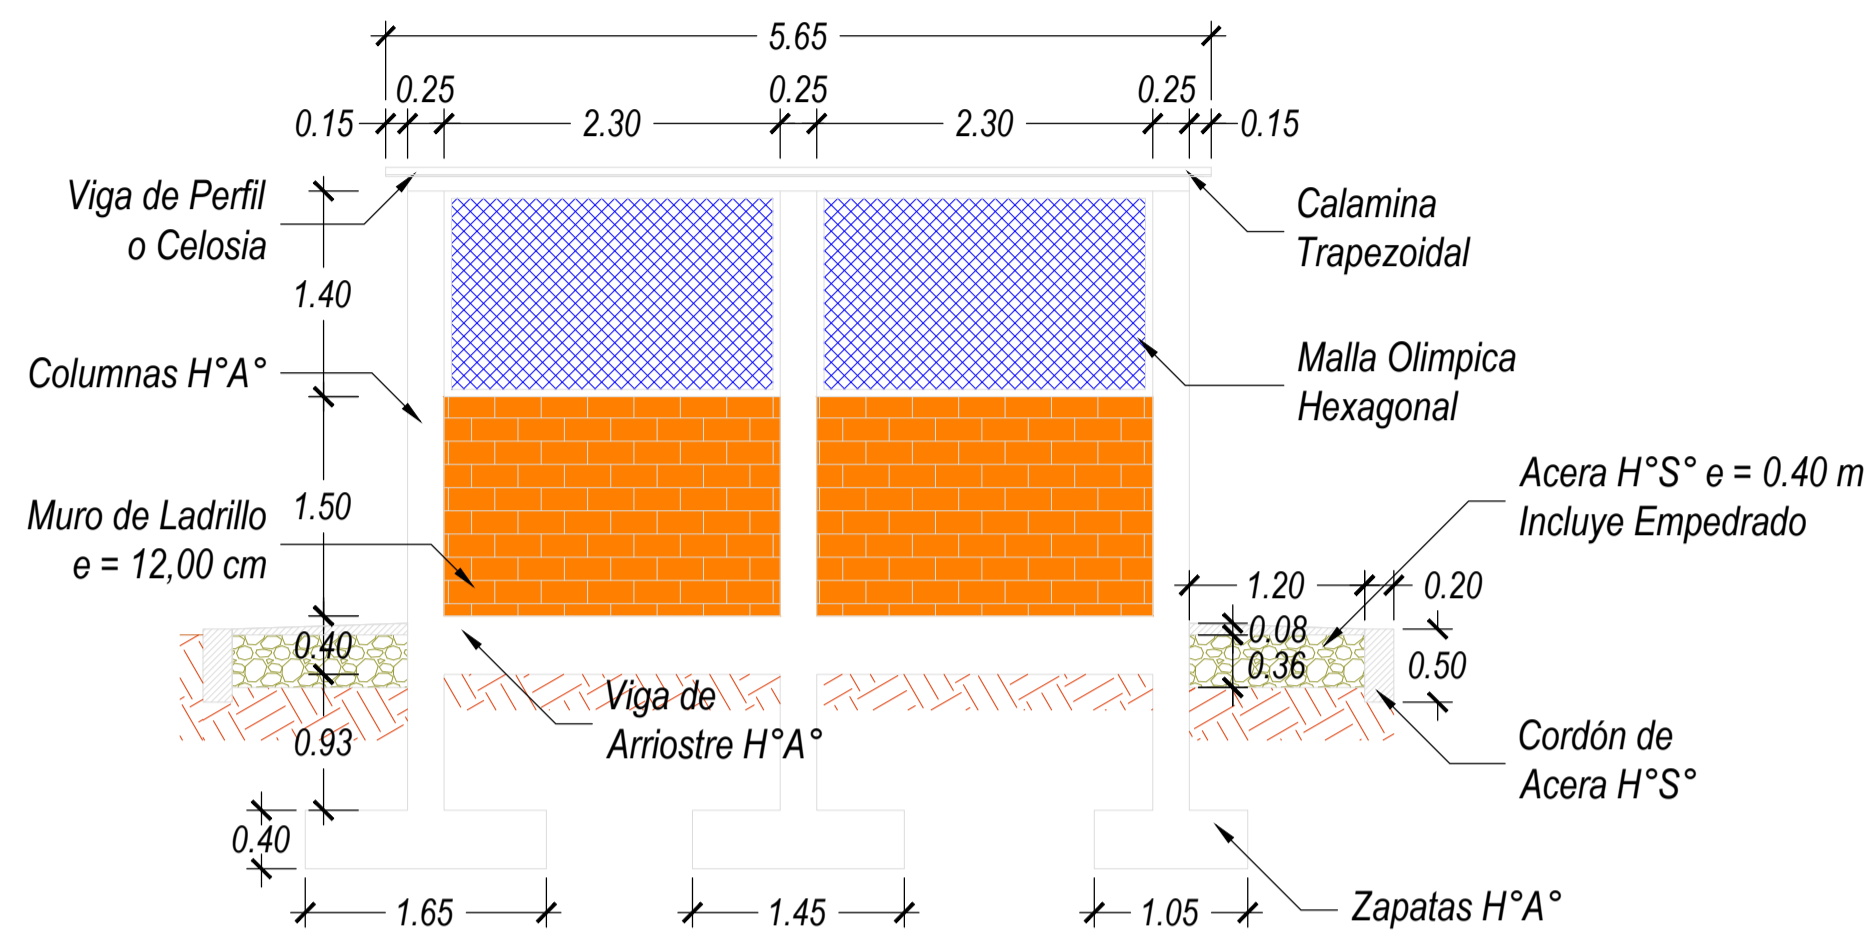 5.65
0.25
0.25
0.25
0.15
2.30
2.30
0.15
Viga de Perfil
o Celosia
Calamina
Trapezoidal
1.40
Columnas H°A°
Malla Olimpica
Hexagonal
Muro de Ladrillo
e = 12,00 cm
1.50
Acera H°S° e = 0.40 m
Incluye Empedrado
1.20
0.20
0.08
0.36
0.50
0.40
0.93
Viga de
Arriostre H°A°
Cordón de
Acera H°S°
0.40
1.65
1.45
1.05
Zapatas H°A°